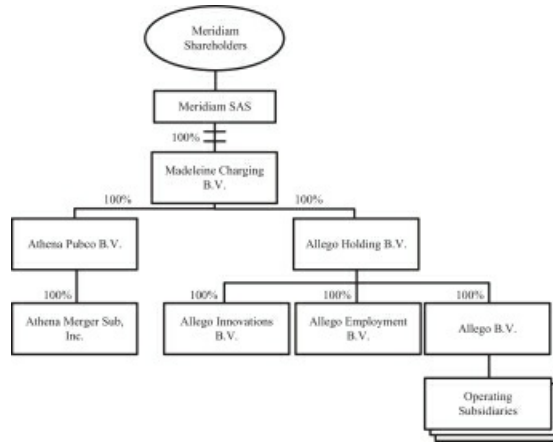 Meridiam
Shareholders
Meridiam SAS
100%
Madeleine Charging
B.V.
100%
100%
Athena Pubco B.V.
Allego Holding B.V.
100%
100%
100%
100%
Athena Merger Sub,
Inc.
Allego Innovations
B.V.
Allego Employment
B.V.
Allego B.V.
Operating
Subsidiaries